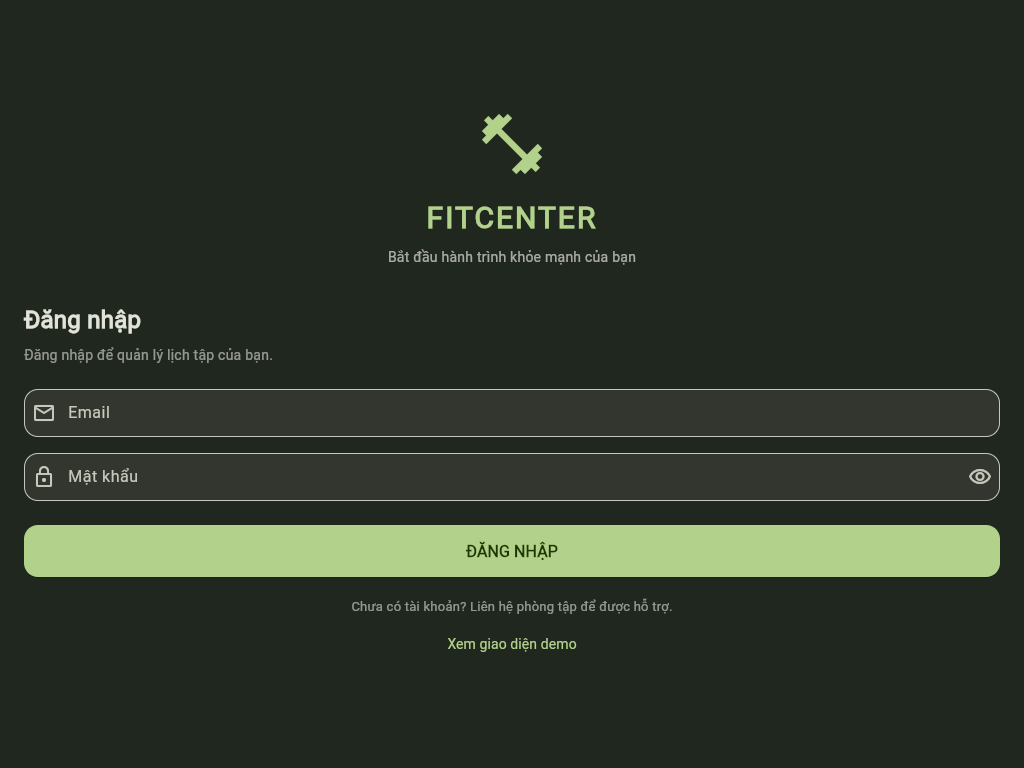 FITCENTER
Bắt đầu hành trình khỏe mạnh của bạn
Đăng nhập
Đăng nhập để quản lý lịch tập của bạn.
Email
Mật khẩu
ĐĂNG NHẬP
Chưa có tài khoản? Liên hệ phòng tập để được hỗ trợ.
Xem giao diện demo